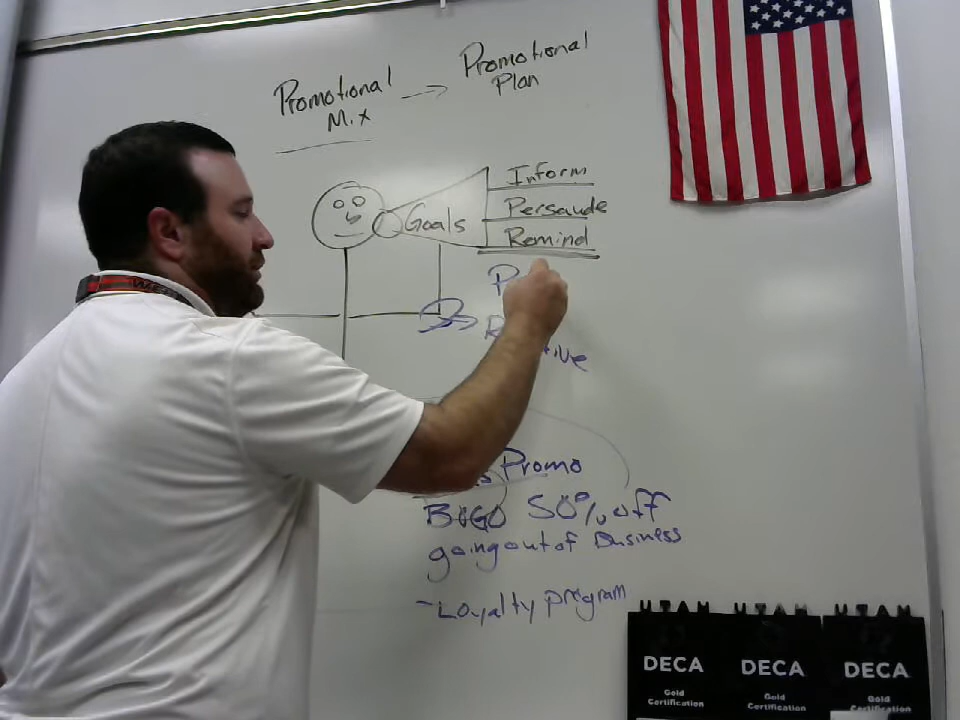 Promotional
Mix
Promotional
Plan
Goals
Inform
Persaude
Remind
Promo
BOGO 50% off
going out of Business
- Loyalty program
UTAH UTAH UTAH
DECA DECA DECA
Gold Gold Gold
Certification Certification Certification